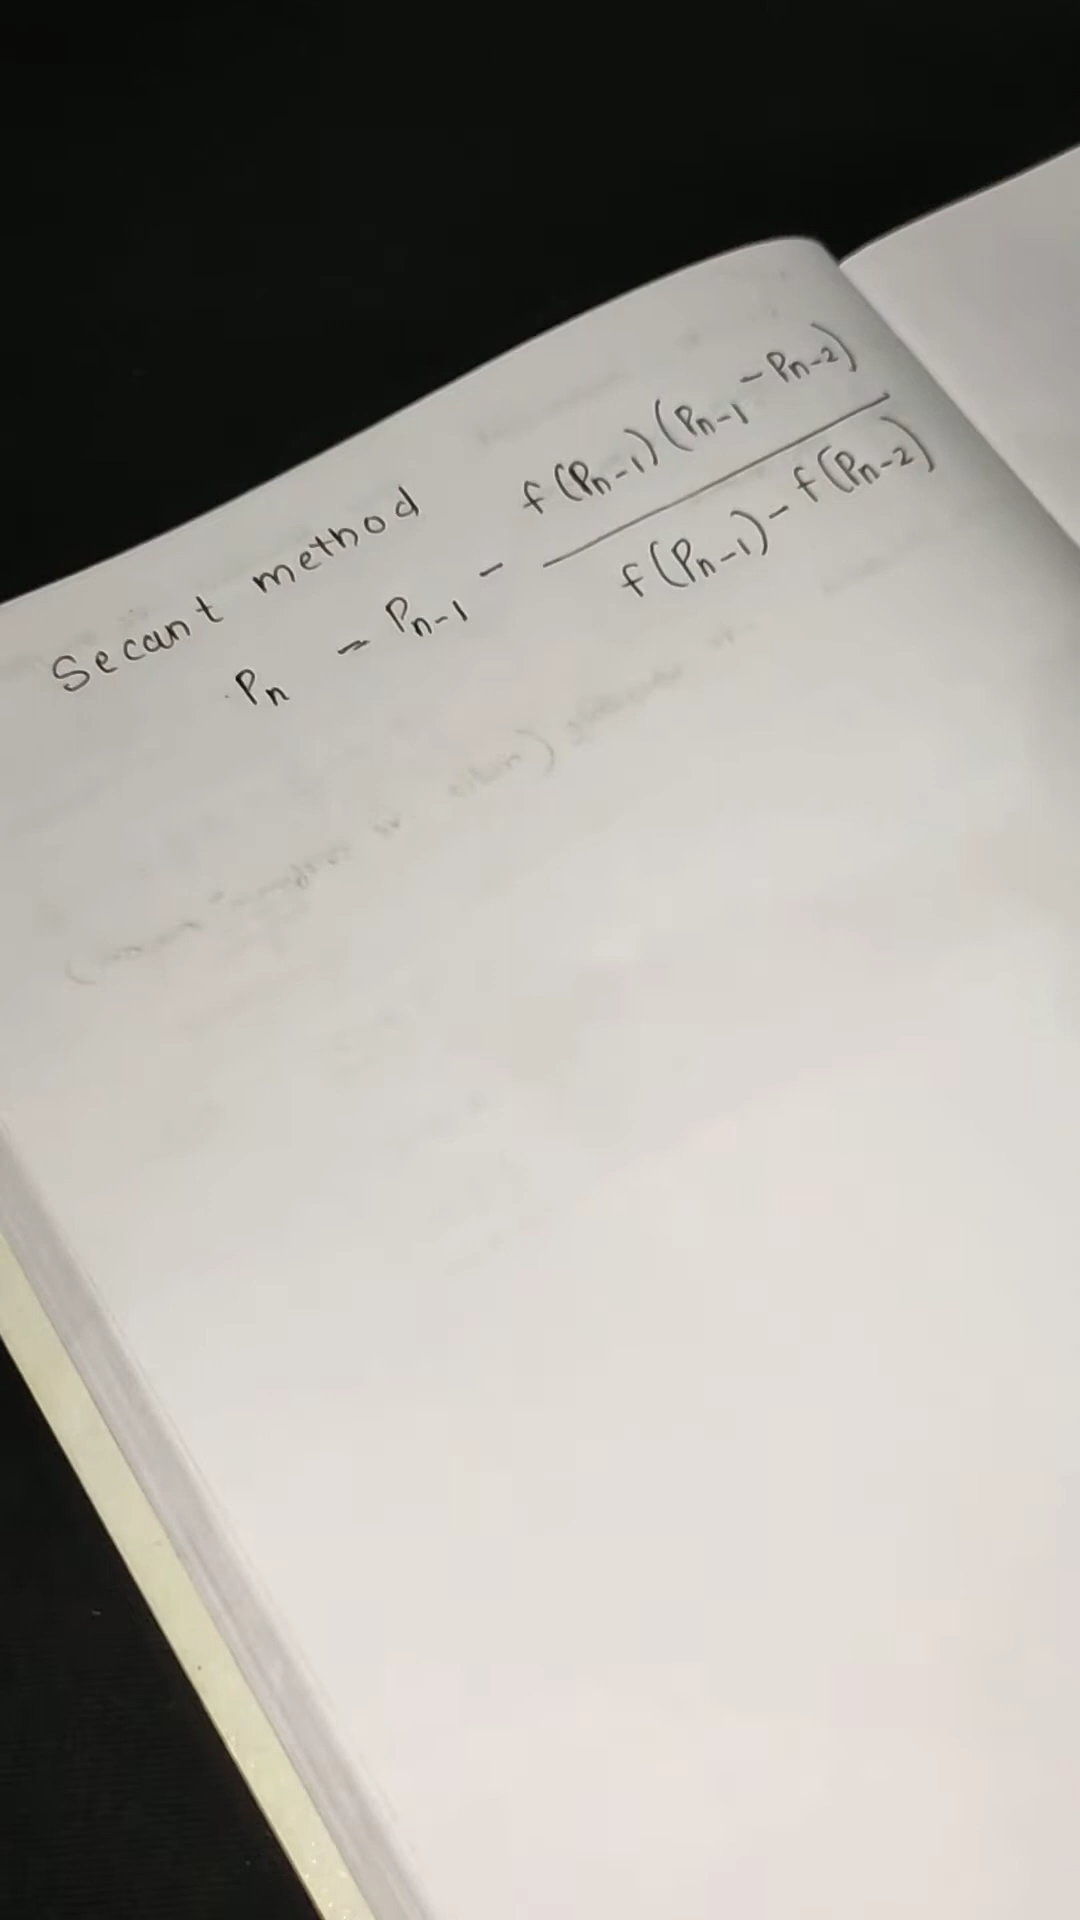 Secant method
Pn = Pn-1 - f(Pn-1)(Pn-1 - Pn-2)
f(Pn-1) - f(Pn-2)